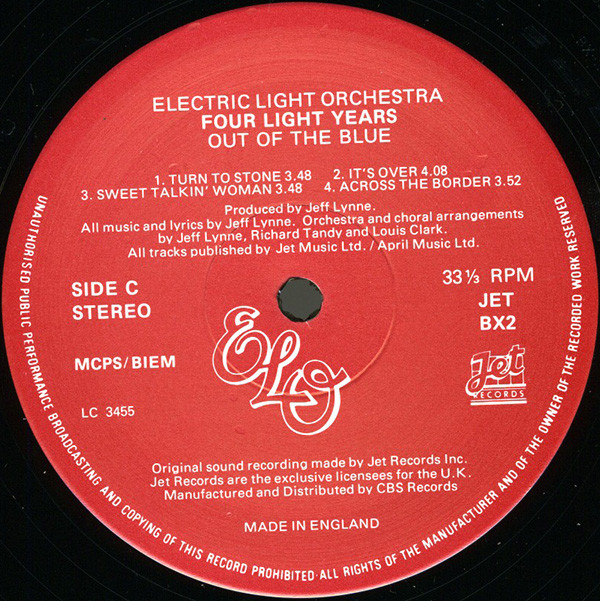 ELECTRIC LIGHT ORCHESTRA
FOUR LIGHT YEARS
OUT OF THE BLUE
1. TURN TO STONE 3.48 2. IT'S OVER 4.08
3. SWEET TALKIN' WOMAN 3.48 4. ACROSS THE BORDER 3.52
Produced by Jeff Lynne.
All music and lyrics by Jeff Lynne. Orchestra and choral arrangements
by Jeff Lynne, Richard Tandy and Louis Clark.
All tracks published by Jet Music Ltd. / April Music Ltd.
SIDE C
STEREO
33⅓ RPM
JET
BX2
MCPS/BIEM
LC 3455
ELO
Jet
RECORDS
Original sound recording made by Jet Records Inc.
Jet Records are the exclusive licensees for the U.K.
Manufactured and Distributed by CBS Records
MADE IN ENGLAND
UNAUTHORISED PUBLIC PERFORMANCE BROADCASTING AND COPYING OF THIS RECORD PROHIBITED·ALL RIGHTS OF THE MANUFACTURER AND OF THE OWNER OF THE RECORDED WORK RESERVED